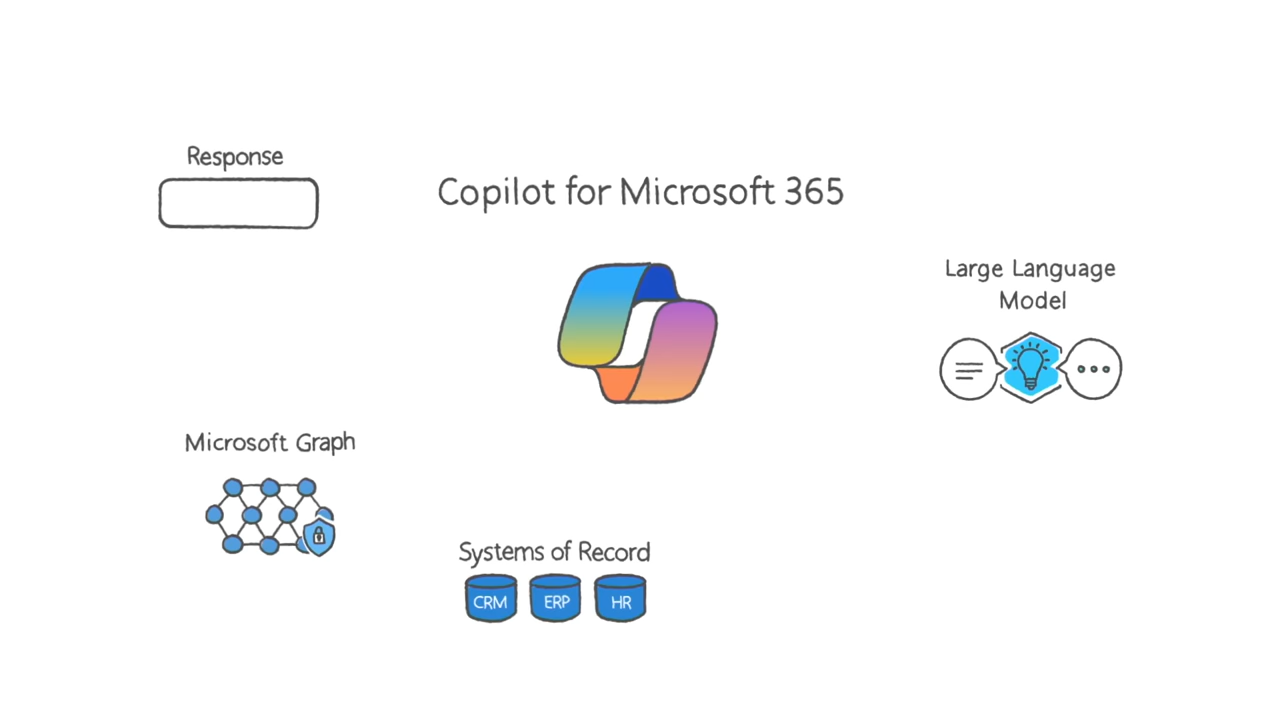 Response
Copilot for Microsoft 365
Large Language
Model
Microsoft Graph
Systems of Record
CRM
ERP
HR